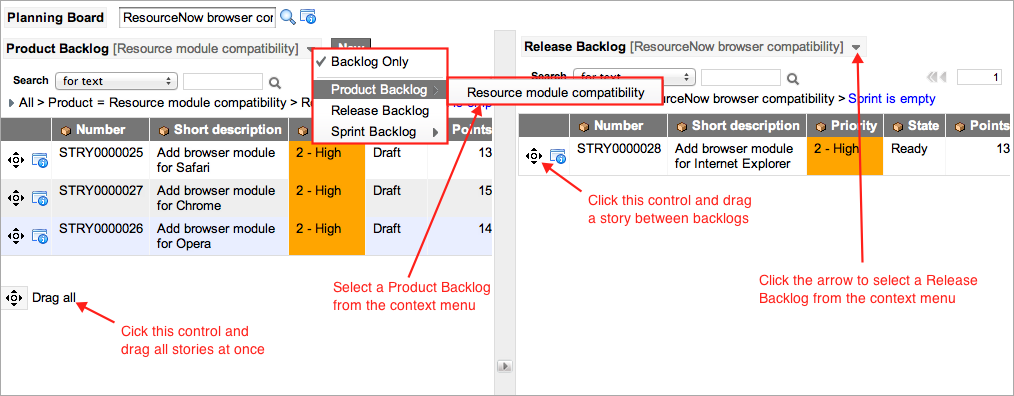 Planning Board ResourceNow browser cor
Product Backlog [Resource module compatibility]
Search for text
All > Product = Resource module compatibility > R
is empty
Number Short description Points
STRY0000025 Add browser module for Safari 2 - High Draft 13
STRY0000027 Add browser module for Chrome 2 - High Draft 15
STRY0000026 Add browser module for Opera 2 - High Draft 14
Drag all
Cick this control and
drag all stories at once
Backlog Only
Product Backlog
Release Backlog
Sprint Backlog
Resource module compatibility
Select a Product Backlog
from the context menu
Release Backlog [ResourceNow browser compatibility]
Search for text 1
urceNow browser compatibility > Sprint is empty
Number Short description Priority State Points
STRY0000028 Add browser module for Internet Explorer 2 - High Ready 13
Click this control and drag
a story between backlogs
Click the arrow to select a Release
Backlog from the context menu